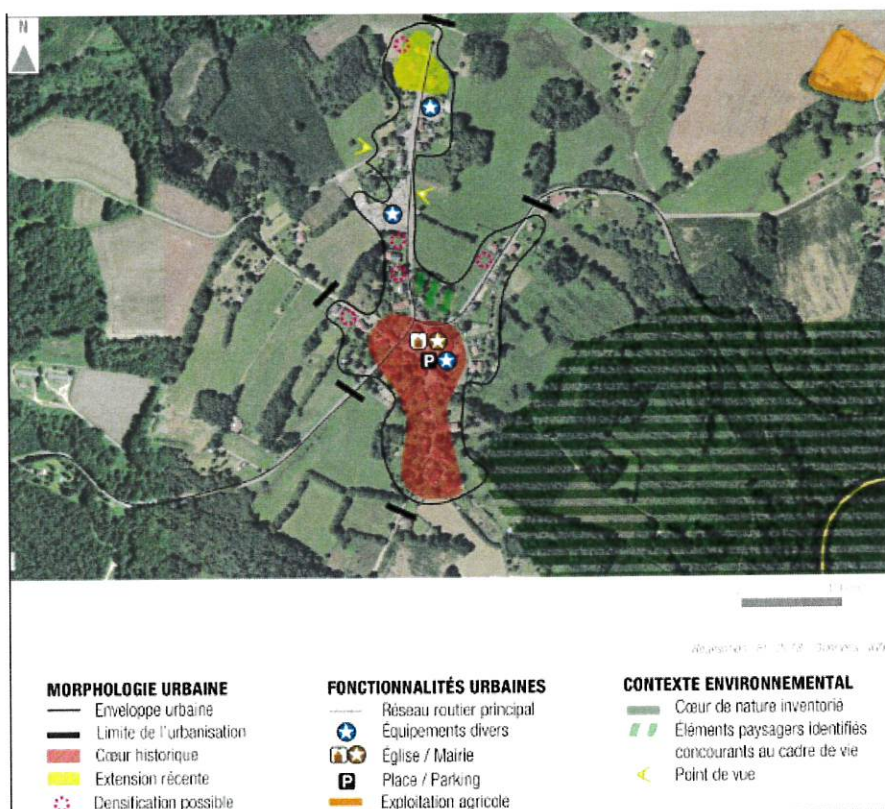 N
P
MORPHOLOGIE URBAINE
Enveloppe urbaine
Limite de l'urbanisation
Cœur historique
Extension récente
Densification possible
FONCTIONNALITÉS URBAINES
Réseau routier principal
Équipements divers
Église / Mairie
P Place / Parking
Exploitation agricole
CONTEXTE ENVIRONNEMENTAL
Cœur de nature inventorié
Éléments paysagers identifiés
concourants au cadre de vie
Point de vue